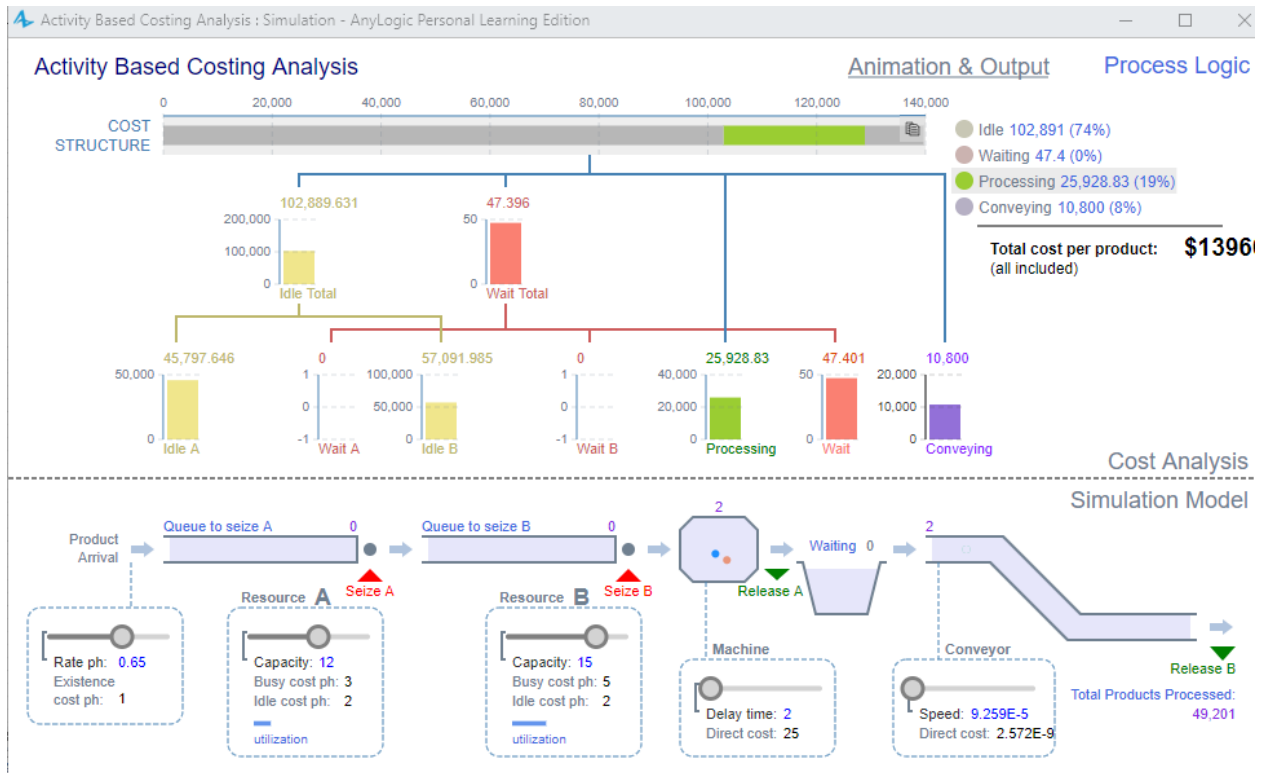 Activity Based Costing Analysis : Simulation - AnyLogic Personal Learning Edition
Activity Based Costing Analysis
Animation & Output
Process Logic
0 20,000 40,000 60,000 80,000 100,000 120,000 140,000
COST
STRUCTURE
Idle 102,891 (74%)
Waiting 47.4 (0%)
Processing 25,928.83 (19%)
Conveying 10,800 (8%)
Total cost per product: $1396
(all included)
102,889.631
200,000
100,000
0
Idle Total
47.396
50
0
Wait Total
45,797.646
50,000
0
Idle A
0
1
0
-1
Wait A
57,091.985
100,000
50,000
0
Idle B
0
1
0
-1
Wait B
25,928.83
40,000
20,000
0
Processing
47.401
50
0
Wait
10,800
20,000
10,000
0
Conveying
Cost Analysis
Simulation Model
Product
Arrival
Queue to seize A 0
Seize A
Queue to seize B 0
Seize B
2
Release A
Waiting 0
2
Release B
Rate ph: 0.65
Existence
cost ph: 1
Resource A
Capacity: 12
Busy cost ph: 3
Idle cost ph: 2
utilization
Resource B
Capacity: 15
Busy cost ph: 5
Idle cost ph: 2
utilization
Machine
Delay time: 2
Direct cost: 25
Conveyor
Speed: 9.259E-5
Direct cost: 2.572E-9
Total Products Processed:
49,201